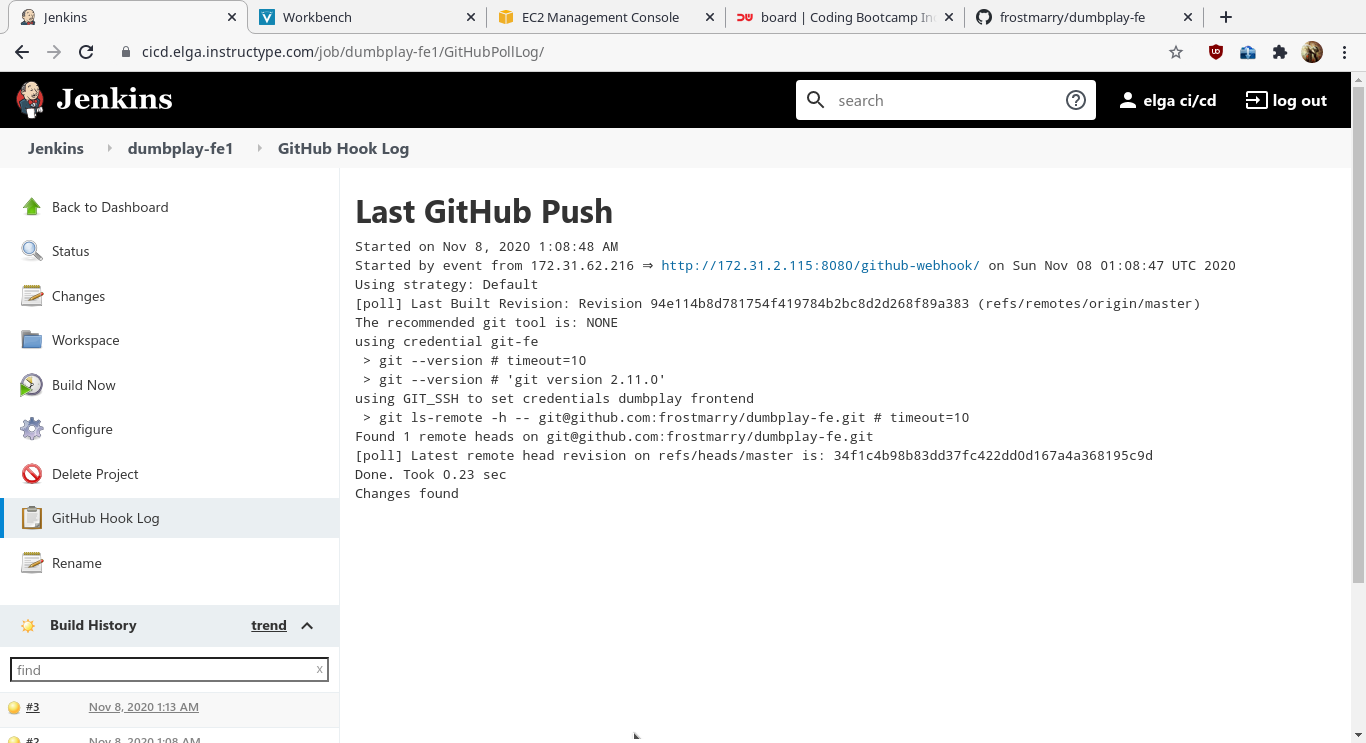 Jenkins
Workbench
EC2 Management Console
board | Coding Bootcamp In
frostmarry/dumbplay-fe
cicd.elga.instructype.com/job/dumbplay-fe1/GitHubPollLog/
Jenkins
search
elga ci/cd
log out
Jenkins
dumbplay-fe1
GitHub Hook Log
Back to Dashboard
Status
Changes
Workspace
Build Now
Configure
Delete Project
GitHub Hook Log
Rename
Build History
trend
find
x
#3
Nov 8, 2020 1:13 AM
#2
Nov 8, 2020 1:08 AM
Last GitHub Push
Started on Nov 8, 2020 1:08:48 AM
Started by event from 172.31.62.216 ⇒ http://172.31.2.115:8080/github-webhook/ on Sun Nov 08 01:08:47 UTC 2020
Using strategy: Default
[poll] Last Built Revision: Revision 94e114b8d781754f419784b2bc8d2d268f89a383 (refs/remotes/origin/master)
The recommended git tool is: NONE
using credential git-fe
> git --version # timeout=10
> git --version # 'git version 2.11.0'
using GIT_SSH to set credentials dumbplay frontend
> git ls-remote -h -- git@github.com:frostmarry/dumbplay-fe.git # timeout=10
Found 1 remote heads on git@github.com:frostmarry/dumbplay-fe.git
[poll] Latest remote head revision on refs/heads/master is: 34f1c4b98b83dd37fc422dd0d167a4a368195c9d
Done. Took 0.23 sec
Changes found